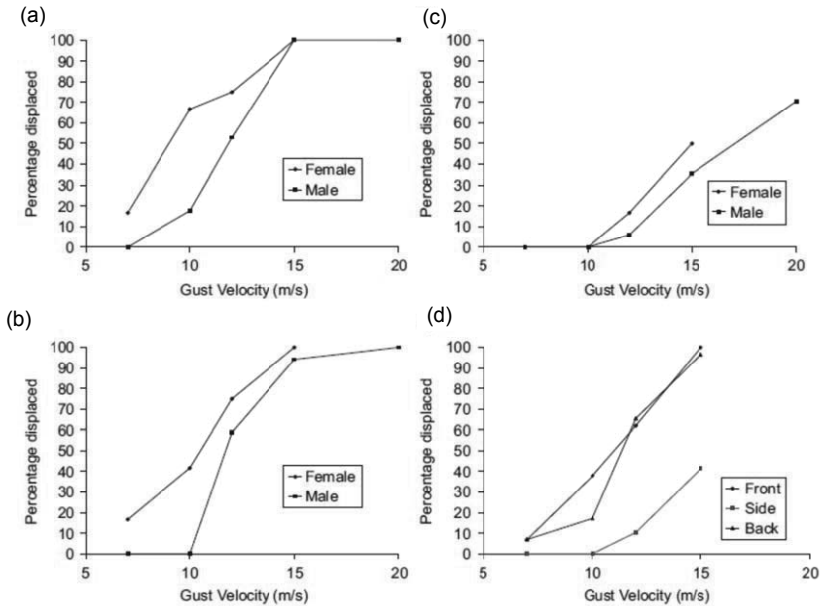 (a)
100
90
80
70
60
50
40
30
20
10
0
Percentage displaced
Female
Male
5 10 15 20
Gust Velocity (m/s)
(c)
100
90
80
70
60
50
40
30
20
10
0
Percentage displaced
Female
Male
5 10 15 20
Gust Velocity (m/s)
(b)
100
90
80
70
60
50
40
30
20
10
0
Percentage displaced
Female
Male
5 10 15 20
Gust Velocity (m/s)
(d)
100
90
80
70
60
50
40
30
20
10
0
Percentage displaced
Front
Side
Back
5 10 15 20
Gust Velocity (m/s)